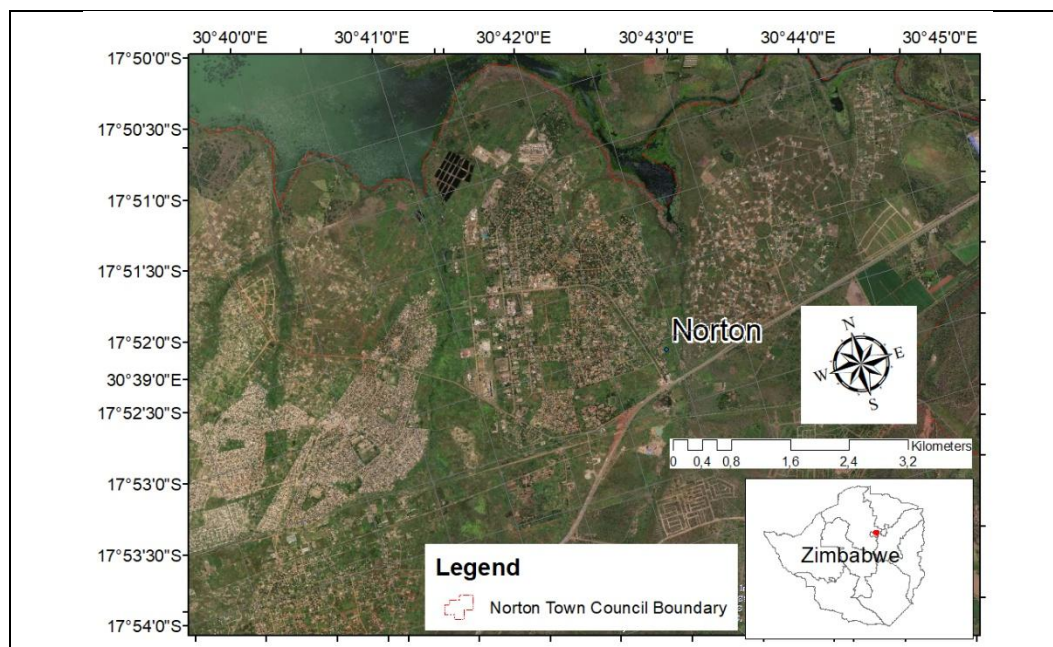 30°40'0"E 30°41'0"E 30°42'0"E 30°43'0"E 30°44'0"E 30°45'0"E
17°50'0"S
17°50'30"S
17°51'0"S
17°51'30"S
17°52'0"S
30°39'0"E
17°52'30"S
17°53'0"S
17°53'30"S
17°54'0"S
Norton
N
E
W
S
Kilometers
0 0,4 0,8 1,6 2,4 3,2
Zimbabwe
Legend
Norton Town Council Boundary